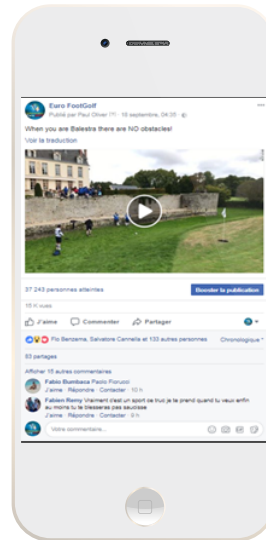 Euro FootGolf
Publié par Paul Oliver [?] · 16 septembre, 04:35 ·
When you are Balestra there are NO obstacles!
Voir la traduction
37 243 personnes atteintes
Booster la publication
15 K vues
J'aime Commenter Partager
Flo Benzema, Salvatore Cannella et 133 autres personnes Chronologique
53 partages
Afficher 15 autres commentaires
Fabio Bumbaca Paolo Fiorucci
J'aime · Répondre · Contacter · 10 h
Fabien Remy Vraiment c'est un sport ce truc je te prend quand tu veux enfin
au moins tu te blesseras pas saucisse
J'aime · Répondre · Contacter · 9 h
Votre commentaire...